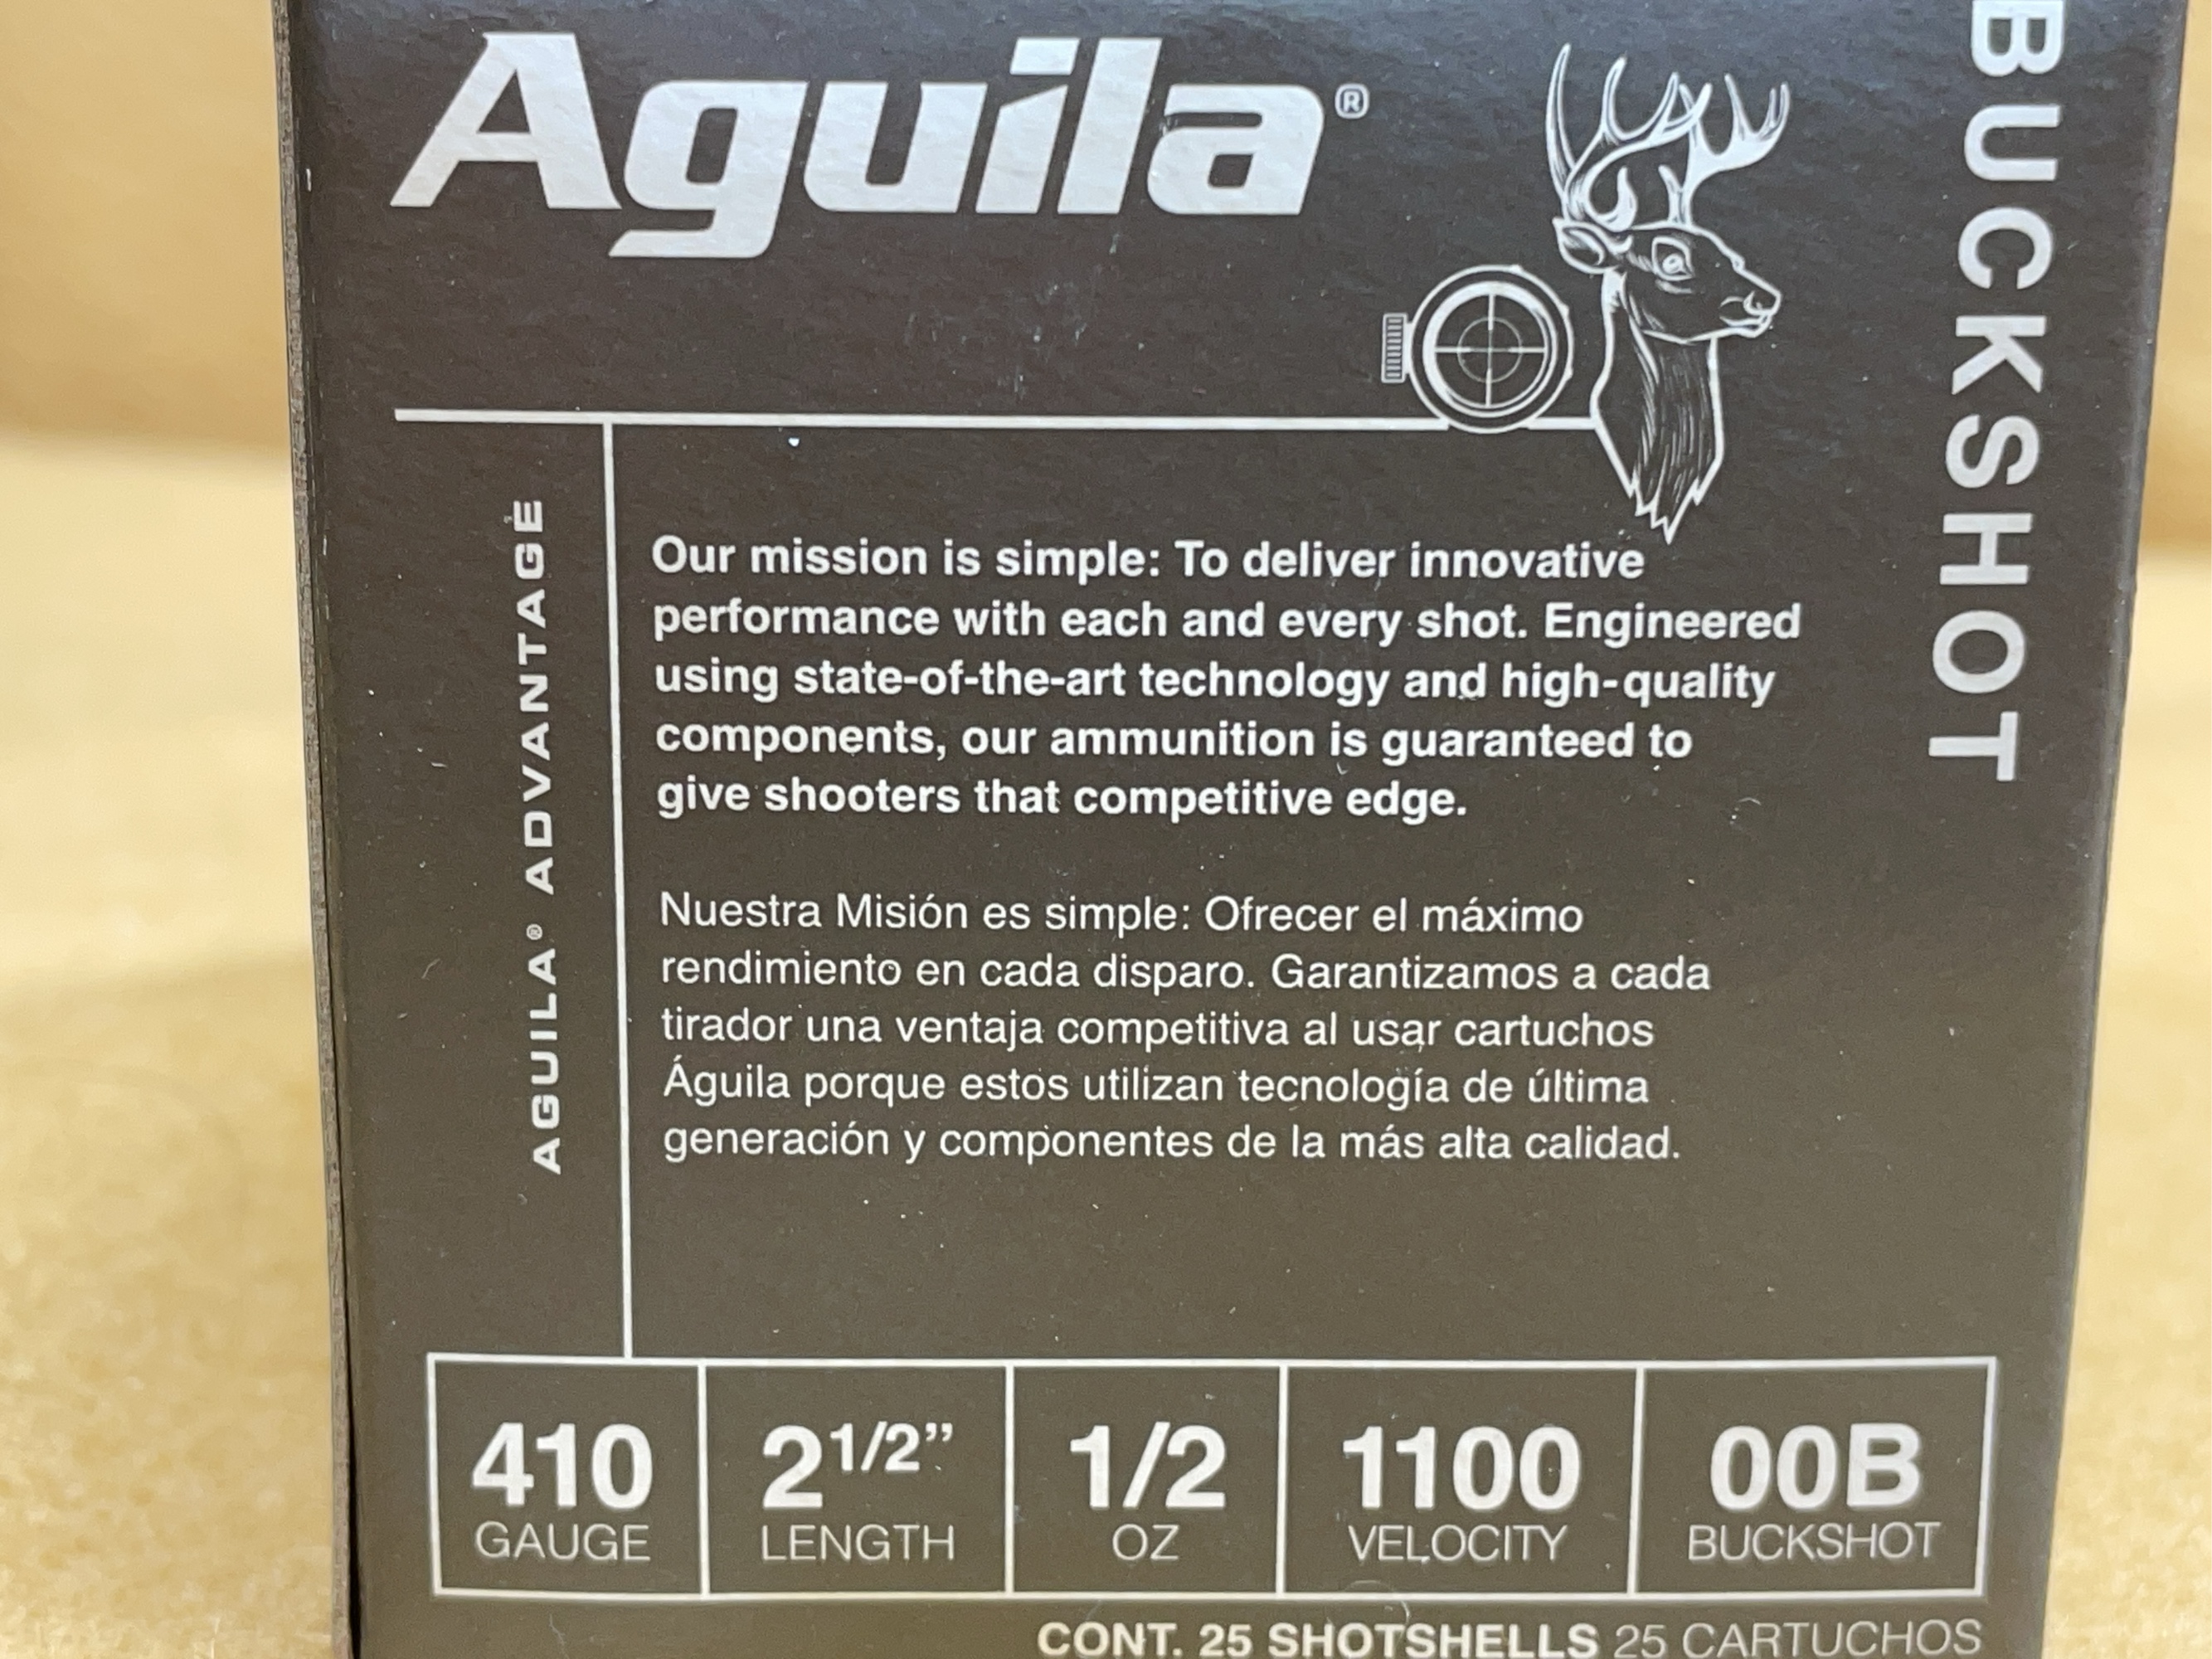 Aguila®
BUCKSHOT
AGUILA® ADVANTAGE
Our mission is simple: To deliver innovative
performance with each and every shot. Engineered
using state-of-the-art technology and high-quality
components, our ammunition is guaranteed to
give shooters that competitive edge.
Nuestra Misión es simple: Ofrecer el máximo
rendimiento en cada disparo. Garantizamos a cada
tirador una ventaja competitiva al usar cartuchos
Águila porque estos utilizan tecnología de última
generación y componentes de la más alta calidad.
410 GAUGE
2 1/2” LENGTH
1/2 OZ
1100 VELOCITY
00B BUCKSHOT
CONT. 25 SHOTSHELLS 25 CARTUCHOS